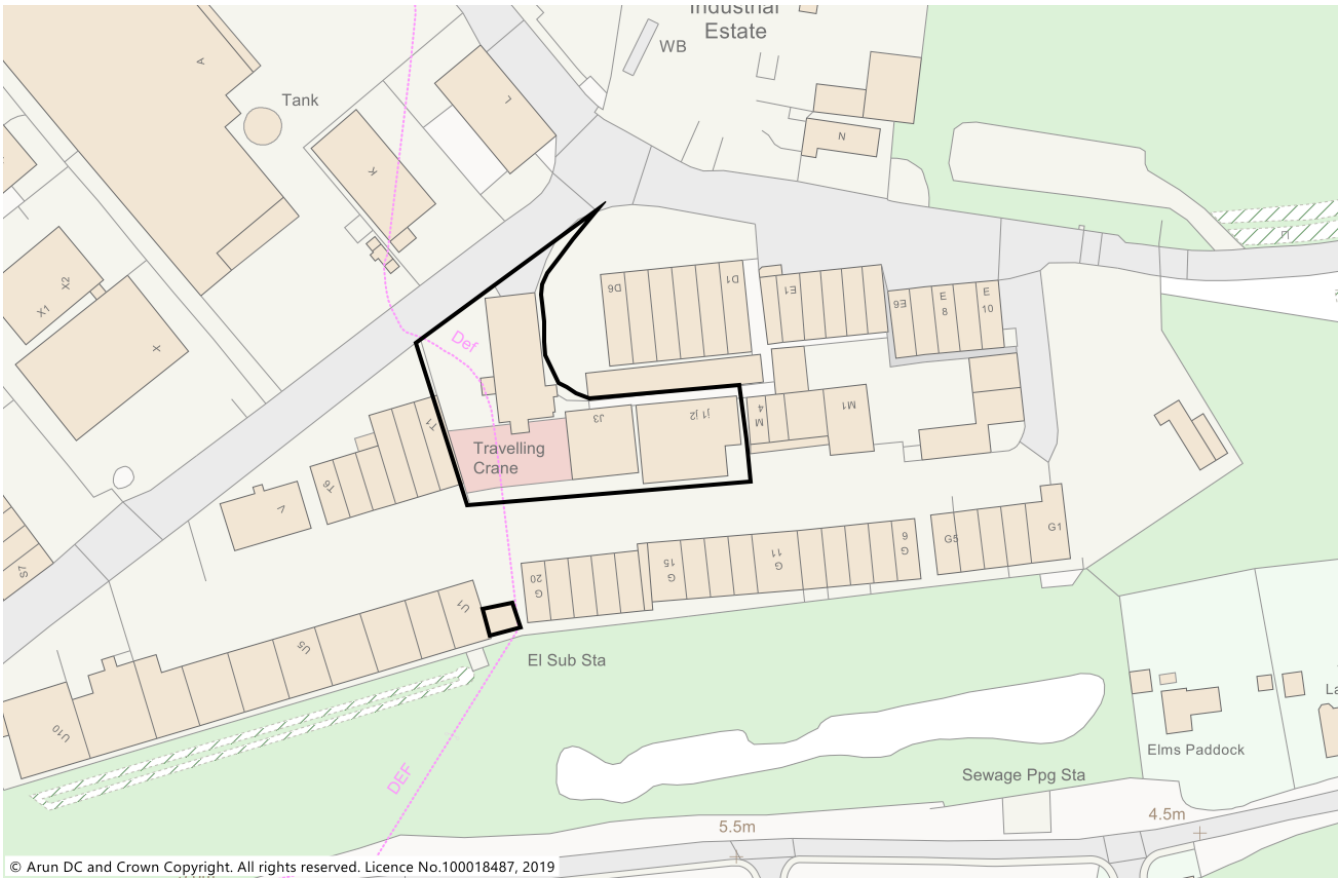 Industrial
Estate
WB
A
Tank
L
K
N
X2
X1
X
Def
D6
D1
E1
E6
E
8
E
10
T1
T6
V
J3
j1 j2
M
4
M1
Travelling
Crane
S7
G
20
G
15
G
11
G
6
G5
G1
U1
U5
U10
El Sub Sta
DEF
Elms Paddock
Sewage Ppg Sta
5.5m
4.5m
© Arun DC and Crown Copyright. All rights reserved. Licence No.100018487, 2019